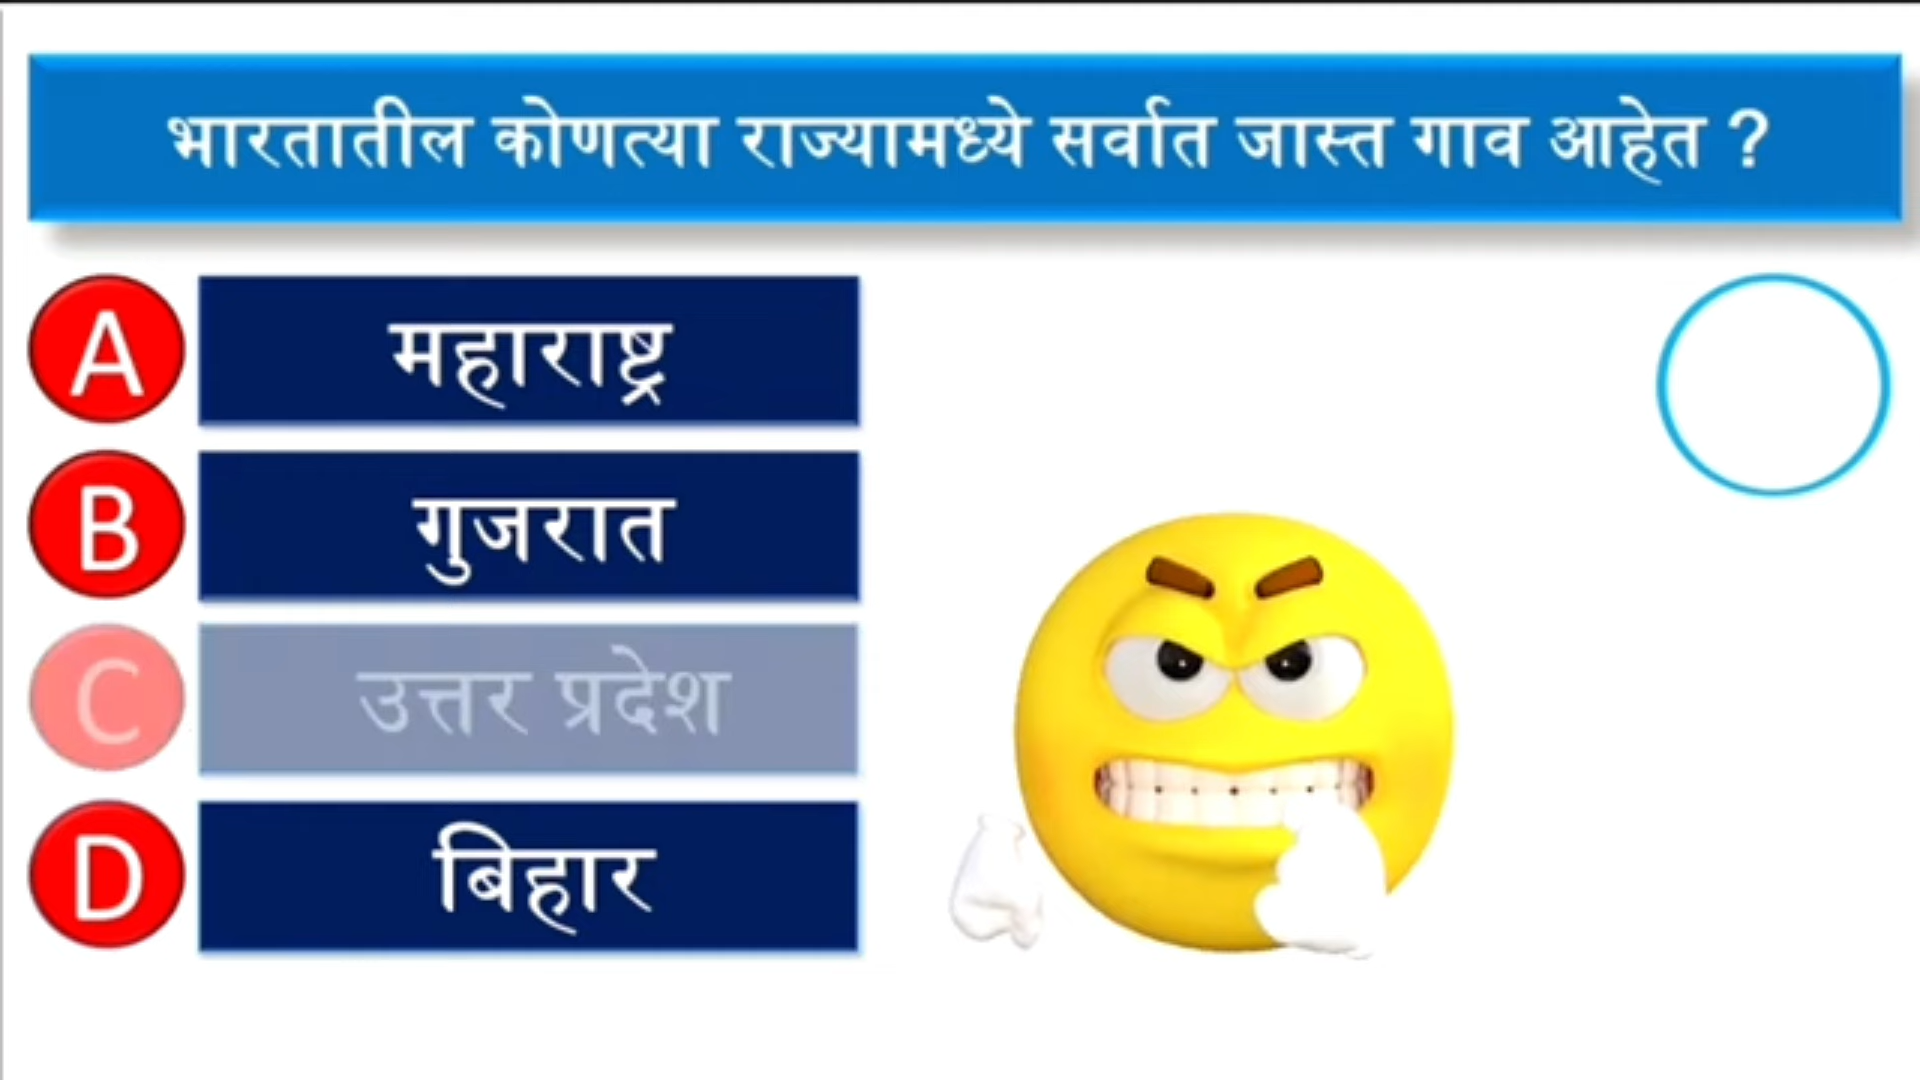 भारतातील कोणत्या राज्यामध्ये सर्वात जास्त गाव आहेत ?
A महाराष्ट्र
B गुजरात
C उत्तर प्रदेश
D बिहार